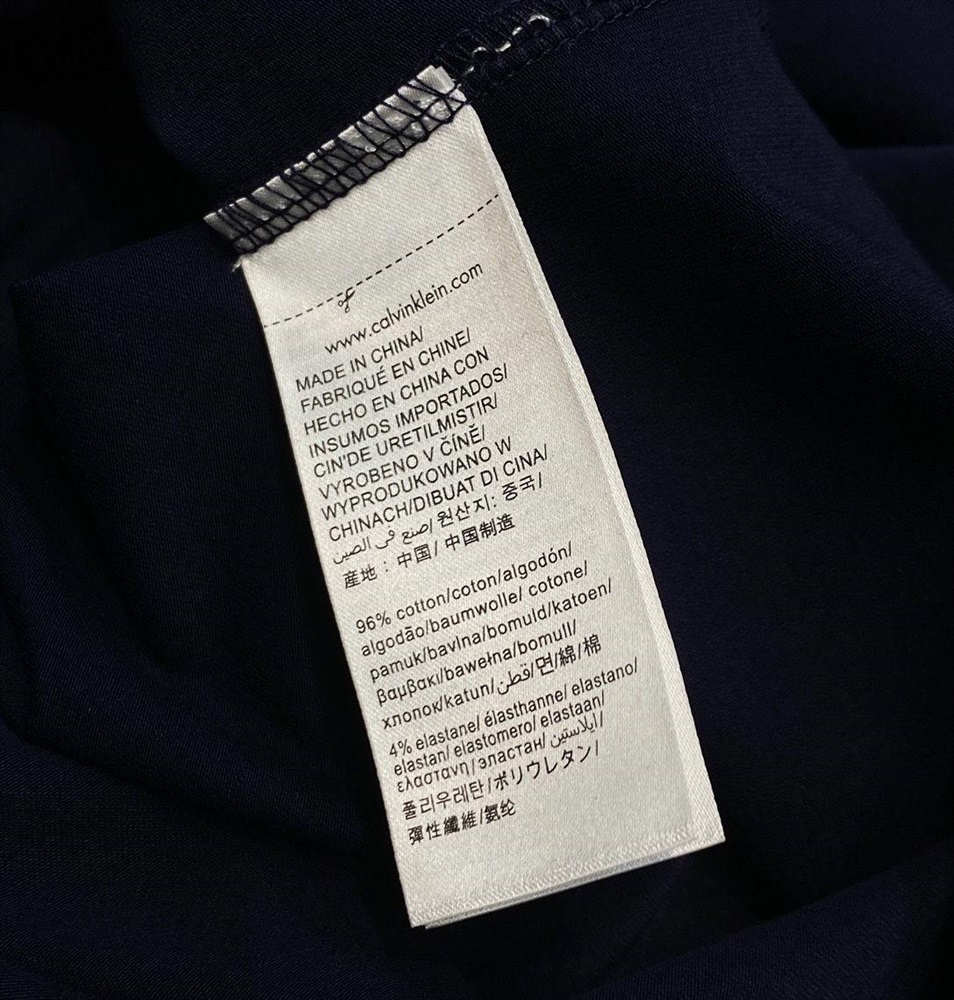 www.calvinklein.com
MADE IN CHINA/
FABRIQUÉ EN CHINE/
HECHO EN CHINA CON
INSUMOS IMPORTADOS/
CIN'DE URETILMISTIR/
VYROBENO V ČÍNĚ/
WYPRODUKOWANO W
CHINACH/DIBUAT DI CINA/
صنع في الصين/ 원산지: 중국/
産地 : 中国/ 中国制造
96% cotton/coton/algodón/
algodão/baumwolle/ cotone/
pamuk/bavlna/bomuld/katoen/
βαμβακι/bawełna/bomull/
хлопок/katun/قطن/면/綿/棉
4% elastane/ élasthanne/ elastano/
elastan/ elastomero/ elastaan/
ελαστανη/эластан/ايلاستين/
폴리우레탄/ポリウレタン/
彈性纖維/氨纶